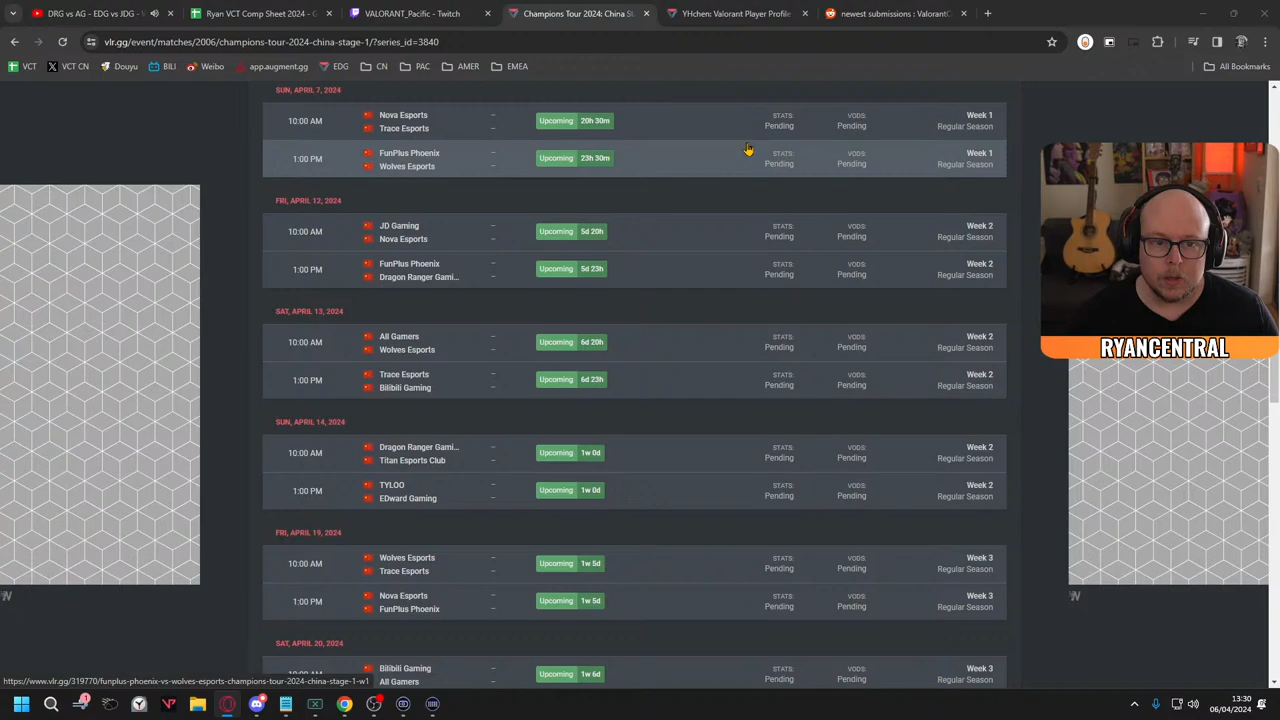 DRG vs AG - EDG vs JDG - VC
Ryan VCT Comp Sheet 2024 - G
VALORANT_Pacific - Twitch
Champions Tour 2024: China St
YHchen: Valorant Player Profile
newest submissions : ValorantC
vlr.gg/event/matches/2006/champions-tour-2024-china-stage-1/?series_id=3840
VCT
VCT CN
Douyu
BILI
Weibo
app.augment.gg
EDG
CN
PAC
AMER
EMEA
All Bookmarks
SUN, APRIL 7, 2024
10:00 AM Nova Esports – Upcoming 20h 30m STATS: VODS: Week 1
Trace Esports – Pending Pending Regular Season
1:00 PM FunPlus Phoenix – Upcoming 23h 30m STATS: VODS: Week 1
Wolves Esports – Pending Pending Regular Season
FRI, APRIL 12, 2024
10:00 AM JD Gaming – Upcoming 5d 20h STATS: VODS: Week 2
Nova Esports – Pending Pending Regular Season
1:00 PM FunPlus Phoenix – Upcoming 5d 23h STATS: VODS: Week 2
Dragon Ranger Gami... – Pending Pending Regular Season
SAT, APRIL 13, 2024
10:00 AM All Gamers – Upcoming 6d 20h STATS: VODS: Week 2
Wolves Esports – Pending Pending Regular Season
1:00 PM Trace Esports – Upcoming 6d 23h STATS: VODS: Week 2
Bilibili Gaming – Pending Pending Regular Season
SUN, APRIL 14, 2024
10:00 AM Dragon Ranger Gami... – Upcoming 1w 0d STATS: VODS: Week 2
Titan Esports Club – Pending Pending Regular Season
1:00 PM TYLOO – Upcoming 1w 0d STATS: VODS: Week 2
EDward Gaming – Pending Pending Regular Season
FRI, APRIL 19, 2024
10:00 AM Wolves Esports – Upcoming 1w 5d STATS: VODS: Week 3
Trace Esports – Pending Pending Regular Season
1:00 PM Nova Esports – Upcoming 1w 5d STATS: VODS: Week 3
FunPlus Phoenix – Pending Pending Regular Season
SAT, APRIL 20, 2024
10:00 AM Bilibili Gaming – Upcoming 1w 6d STATS: VODS: Week 3
All Gamers – Pending Pending Regular Season
RYANCENTRAL
https://www.vlr.gg/319770/funplus-phoenix-vs-wolves-esports-champions-tour-2024-china-stage-1-w1
13:30
06/04/2024